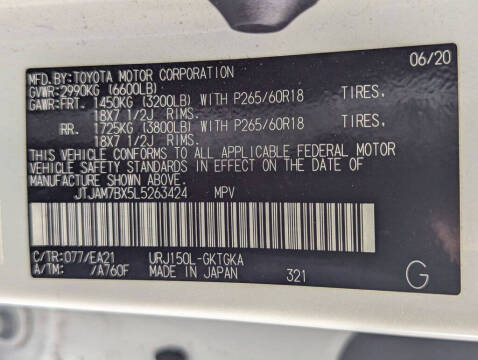 MFD. BY: TOYOTA MOTOR CORPORATION 06/20
GVWR: 2990KG (6600LB)
GAWR: FRT. 1450KG (3200LB) WITH P265/60R18 TIRES.
18X7 1/2J RIMS.
RR. 1725KG (3800LB) WITH P265/60R18 TIRES.
18X7 1/2J RIMS.
THIS VEHICLE CONFORMS TO ALL APPLICABLE FEDERAL MOTOR
VEHICLE SAFETY STANDARDS IN EFFECT ON THE DATE OF
MANUFACTURE SHOWN ABOVE.
JTJAM7BX5L5263424 MPV
C/TR: 077/EA21 URJ150L-GKTGKA
A/TM: /A760F MADE IN JAPAN 321 G